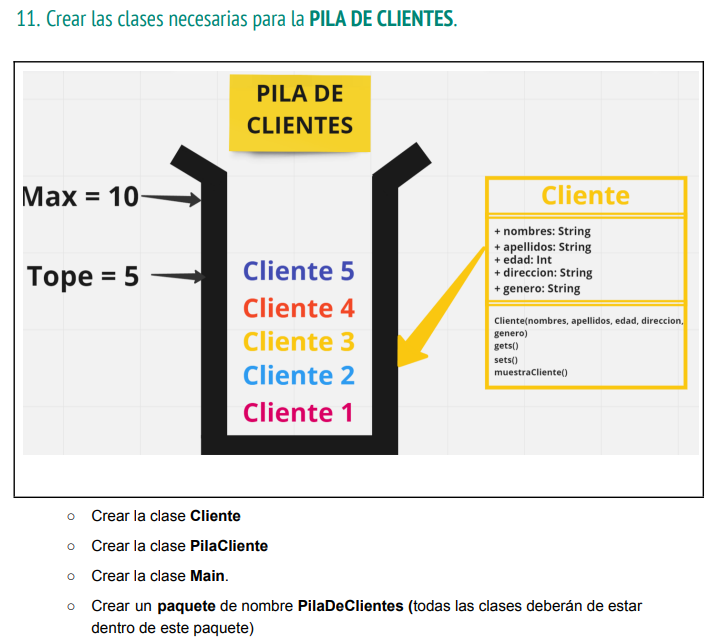 11. Crear las clases necesarias para la PILA DE CLIENTES.
PILA DE
CLIENTES
Max = 10
Tope = 5
Cliente 5
Cliente 4
Cliente 3
Cliente 2
Cliente 1
Cliente
+ nombres: String
+ apellidos: String
+ edad: Int
+ direccion: String
+ genero: String
Cliente(nombres, apellidos, edad, direccion,
genero)
gets()
sets()
muestraCliente()
○ Crear la clase Cliente
○ Crear la clase PilaCliente
○ Crear la clase Main.
○ Crear un paquete de nombre PilaDeClientes (todas las clases deberán de estar
dentro de este paquete)